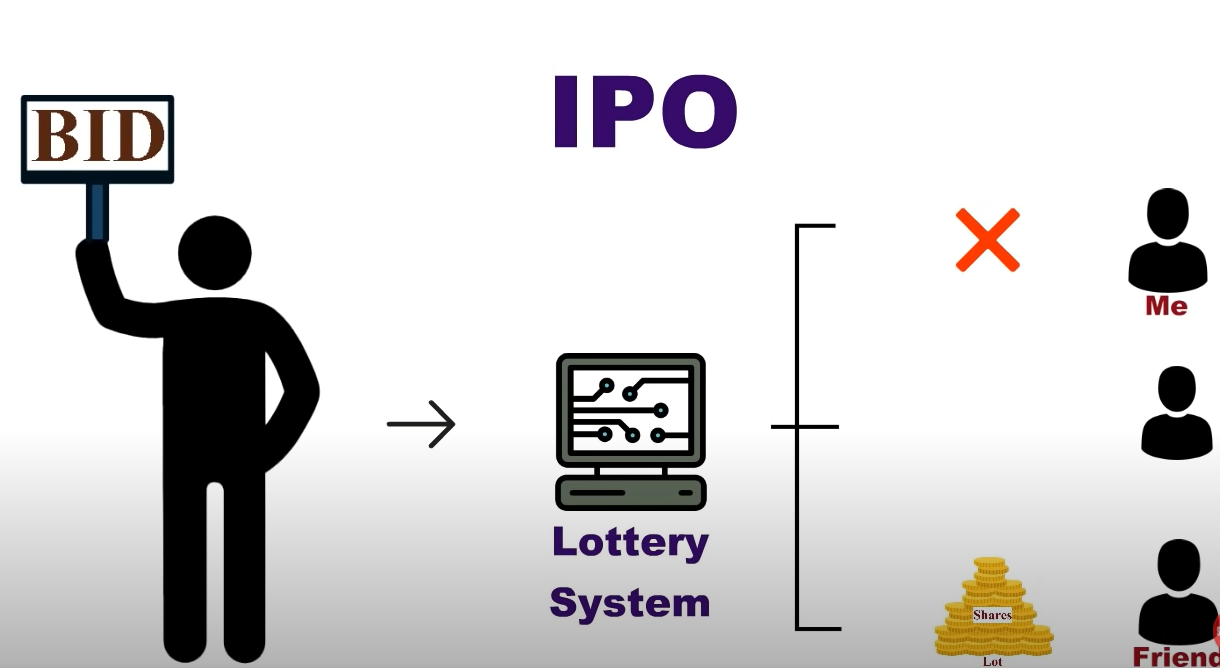 IPO
BID
Me
Lottery
System
Shares
Lot
Friend